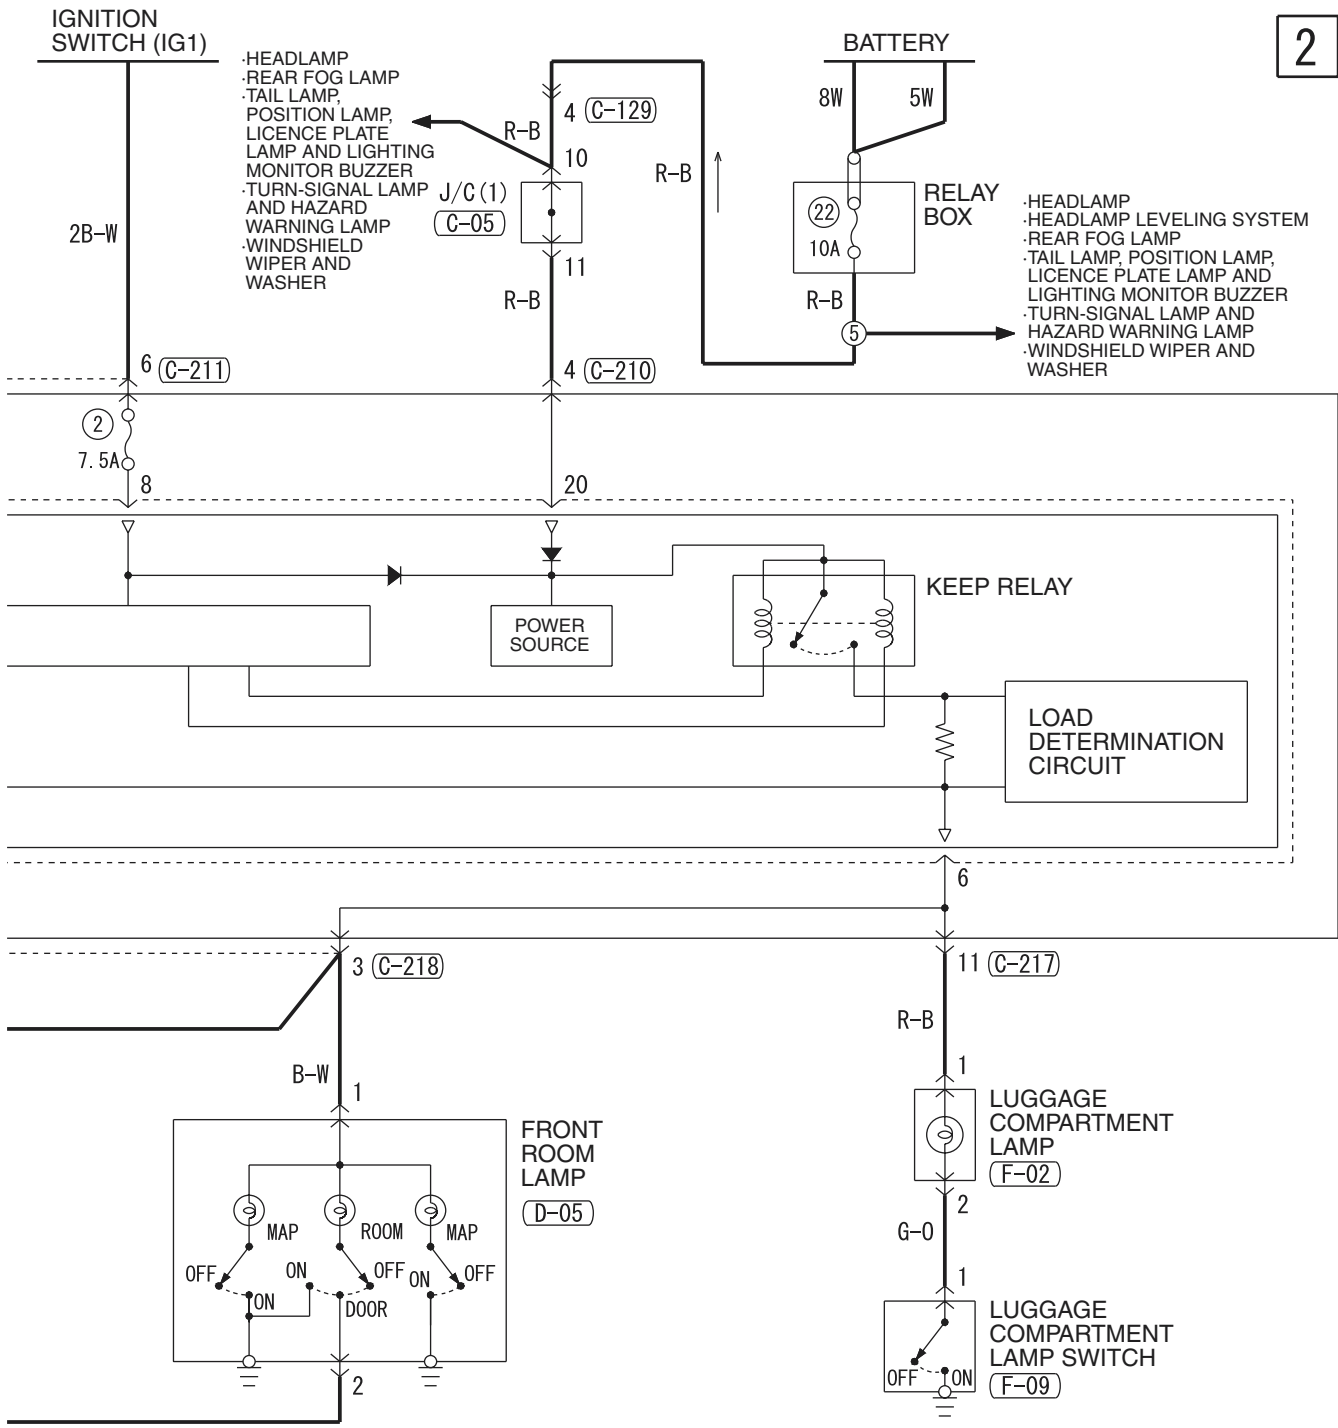 IGNITION
SWITCH (IG1)
BATTERY
2
·HEADLAMP
·REAR FOG LAMP
·TAIL LAMP,
POSITION LAMP,
LICENCE PLATE
LAMP AND LIGHTING
MONITOR BUZZER
·TURN-SIGNAL LAMP
AND HAZARD
WARNING LAMP
·WINDSHIELD
WIPER AND
WASHER
8W
5W
4 (C-129)
R-B
10
J/C(1)
C-05
11
R-B
R-B
RELAY
BOX
22
10A
R-B
5
·HEADLAMP
·HEADLAMP LEVELING SYSTEM
·REAR FOG LAMP
·TAIL LAMP, POSITION LAMP,
LICENCE PLATE LAMP AND
LIGHTING MONITOR BUZZER
·TURN-SIGNAL LAMP AND
HAZARD WARNING LAMP
·WINDSHIELD WIPER AND
WASHER
2B-W
6 C-211
4 C-210
2
7.5A
8
20
KEEP RELAY
POWER
SOURCE
LOAD
DETERMINATION
CIRCUIT
6
3 C-218
11 C-217
R-B
B-W
1
1
FRONT
ROOM
LAMP
D-05
LUGGAGE
COMPARTMENT
LAMP
F-02
MAP
ROOM
MAP
OFF
ON
ON
OFF
DOOR
ON
OFF
2
2
G-O
1
LUGGAGE
COMPARTMENT
LAMP SWITCH
F-09
OFF
ON